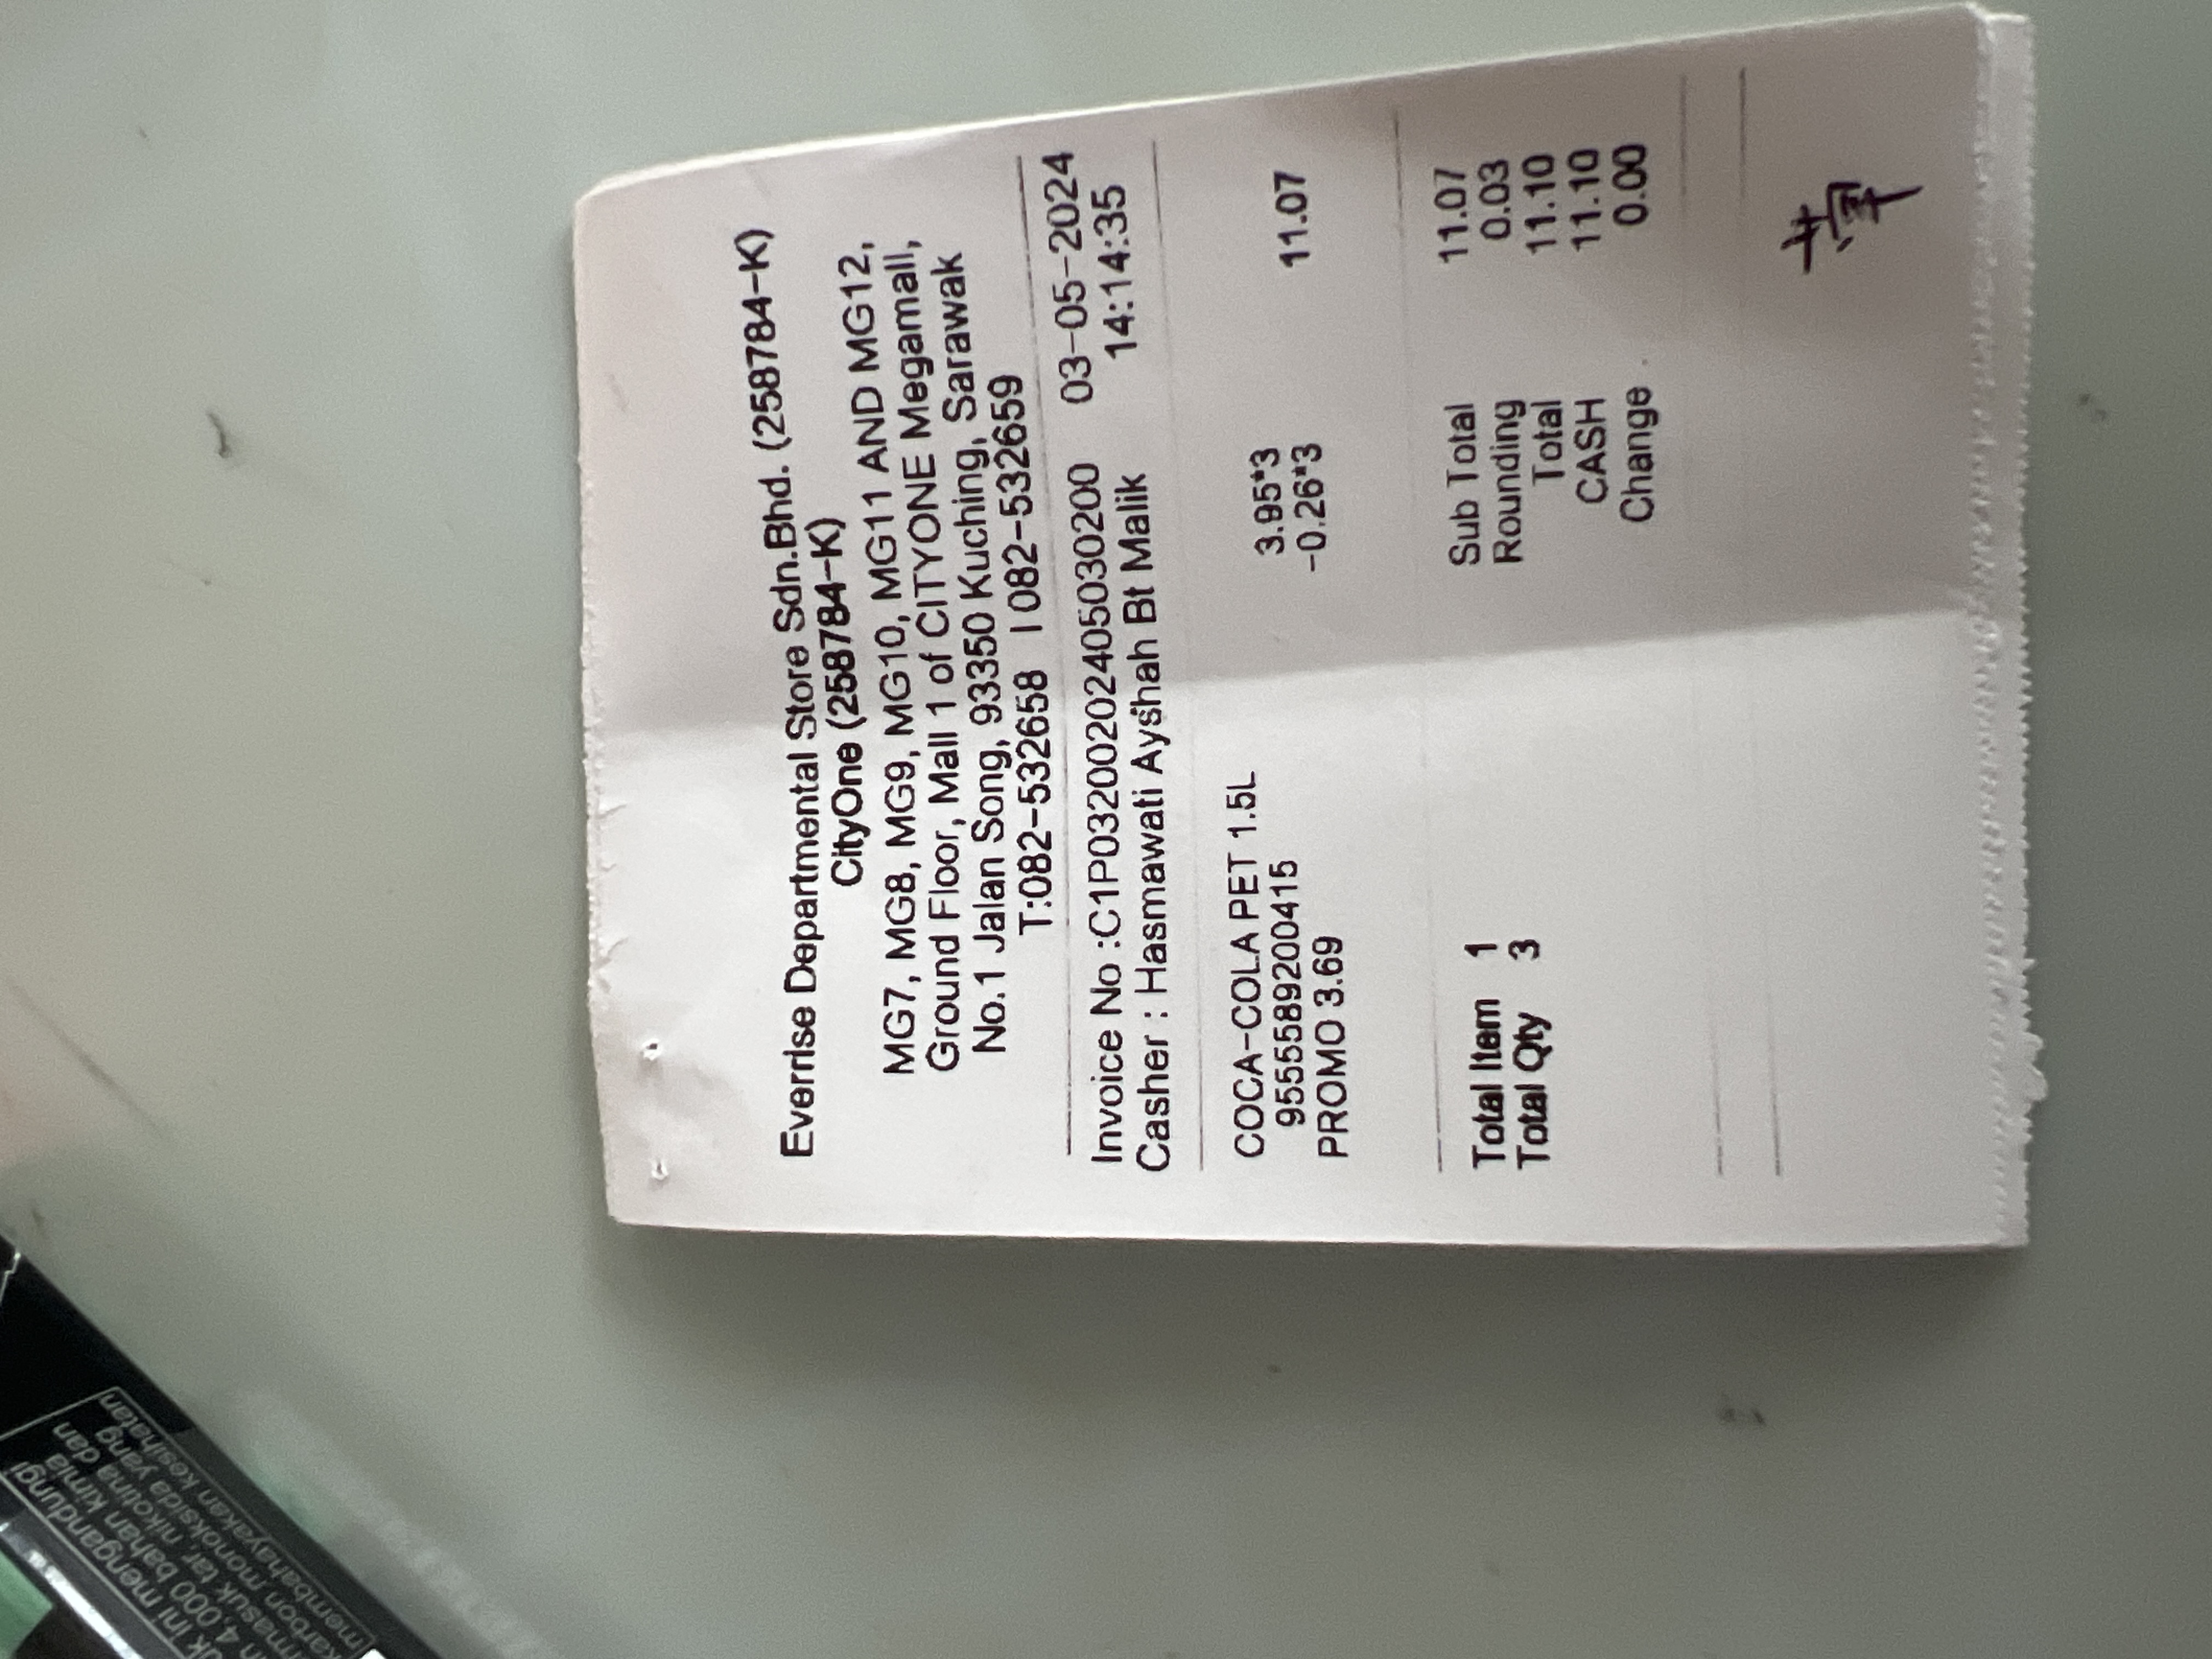 uk ini mengandungi
4,000 bahan kimia
masuk tar, nikotina dan
karbon monoksida yang
membahayakan kesihatan
Everrise Departmental Store Sdn.Bhd. (258784-K)
CityOne (258784-K)
MG7, MG8, MG9, MG10, MG11 AND MG12,
Ground Floor, Mall 1 of CITYONE Megamall,
No.1 Jalan Song, 93350 Kuching, Sarawak
T:082-532658 | 082-532659
Invoice No :C1P03200202405030200 03-05-2024
Casher : Hasmawati Ayshah Bt Malik 14:14:35
COCA-COLA PET 1.5L
9555589200415 3.95*3
PROMO 3.69 -0.26*3 11.07
Sub Total 11.07
Total Item 1 Rounding 0.03
Total Qty 3 Total 11.10
CASH 11.10
Change 0.00